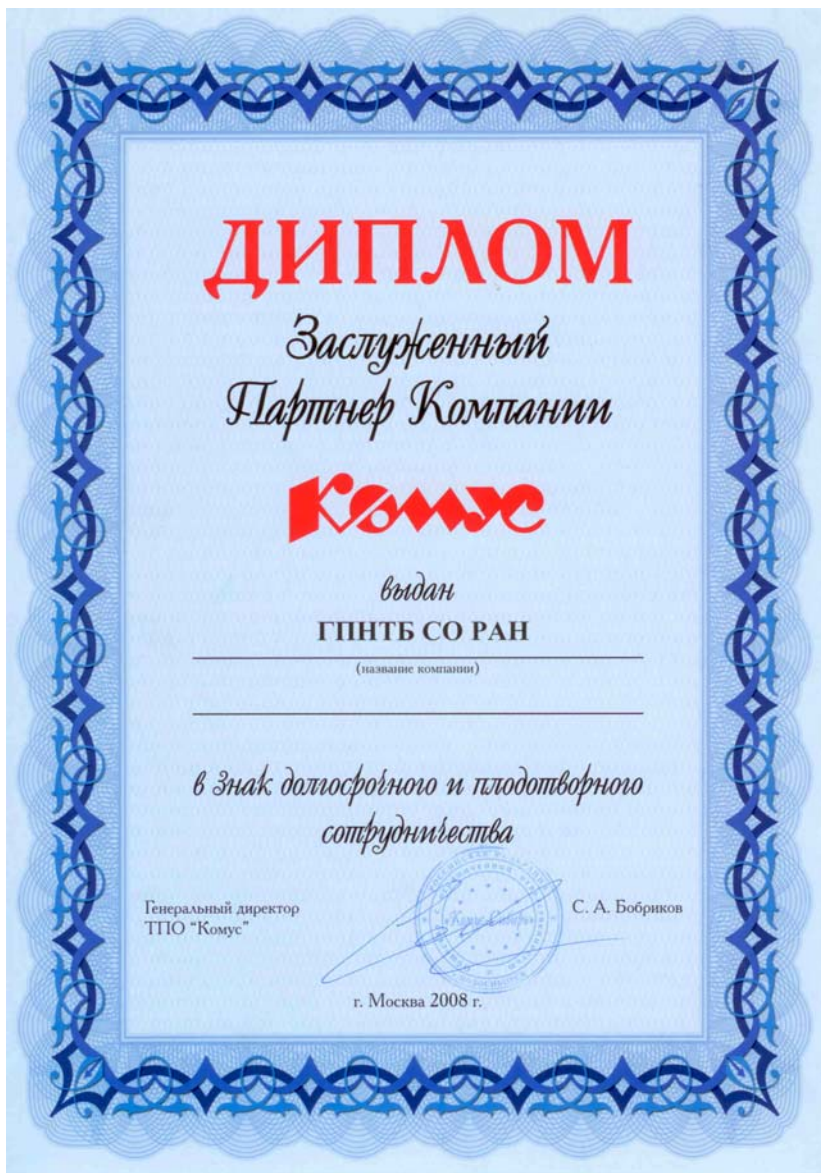 ДИПЛОМ
Заслуженный
Партнер Компании
Комус
выдан
ГПНТБ СО РАН
(название компании)
в знак долгосрочного и плодотворного
сотрудничества
Генеральный директор
ТПО “Комус”
С. А. Бобриков
г. Москва 2008 г.